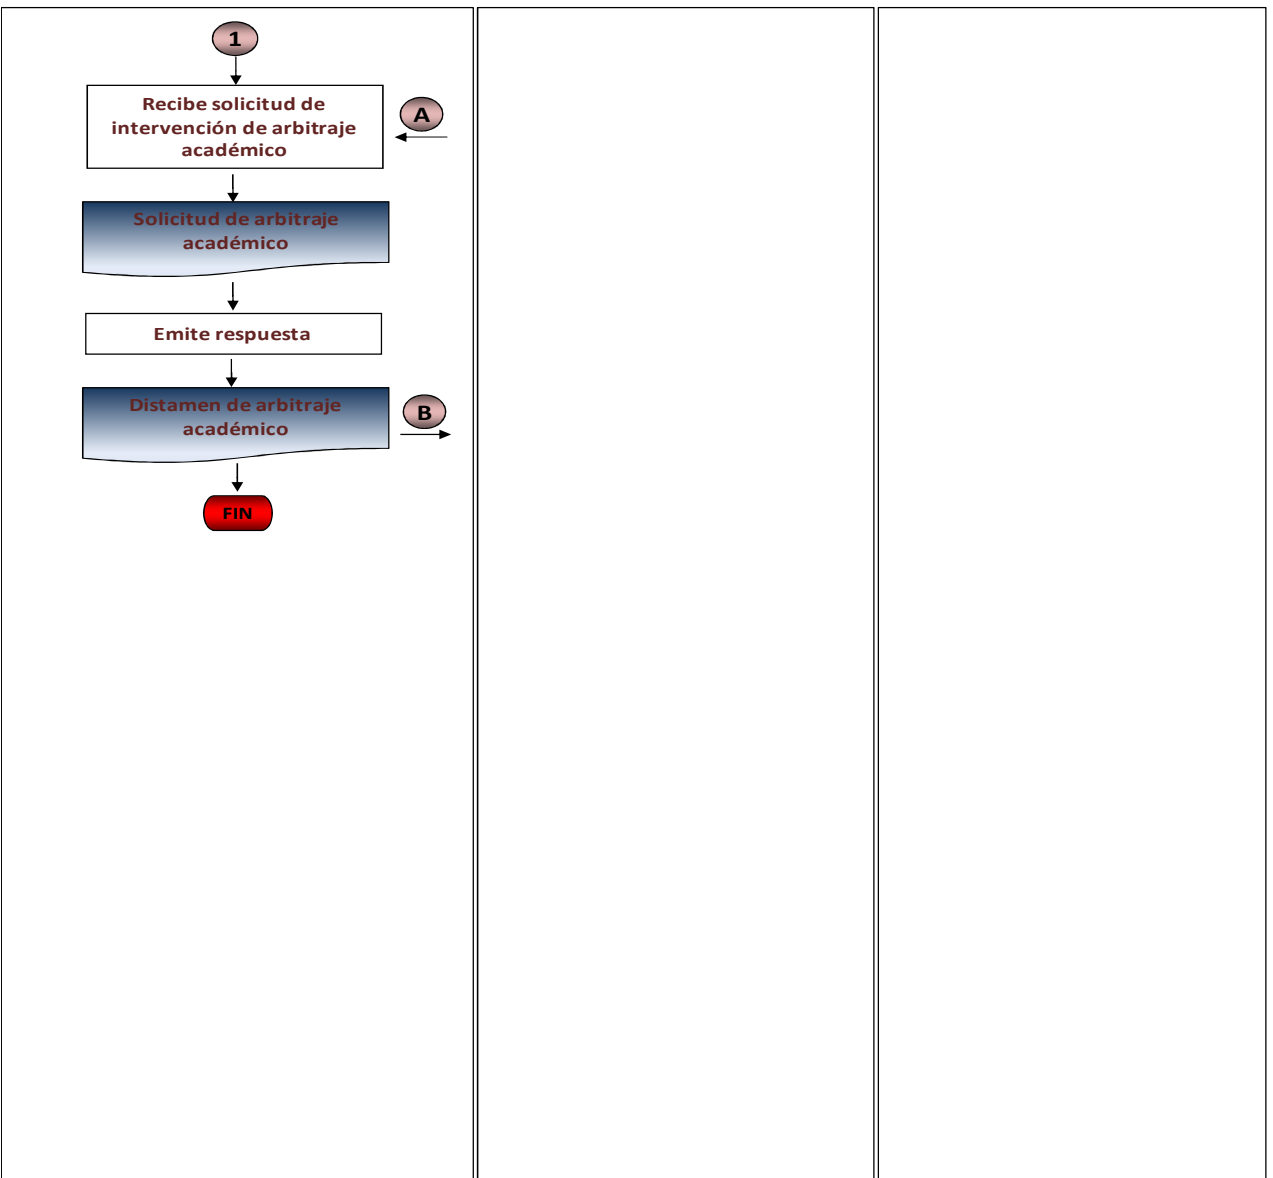 1
Recibe solicitud de
intervención de arbitraje
académico
A
Solicitud de arbitraje
académico
Emite respuesta
Distamen de arbitraje
académico
B
FIN